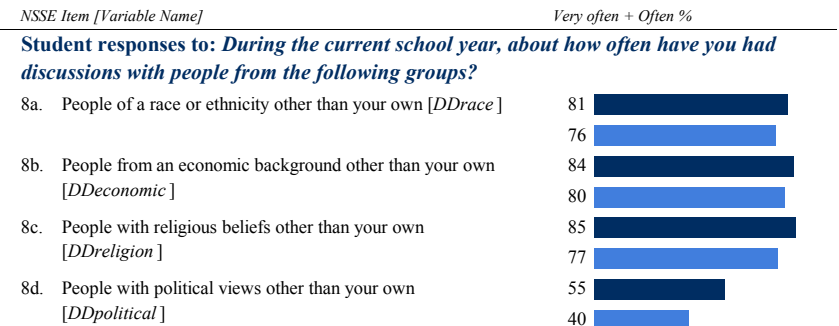 NSSE Item [Variable Name] Very often + Often %
Student responses to: During the current school year, about how often have you had
discussions with people from the following groups?
8a. People of a race or ethnicity other than your own [DDrace ] 81
76
8b. People from an economic background other than your own 84
[DDeconomic ] 80
8c. People with religious beliefs other than your own 85
[DDreligion ] 77
8d. People with political views other than your own 55
[DDpolitical ] 40